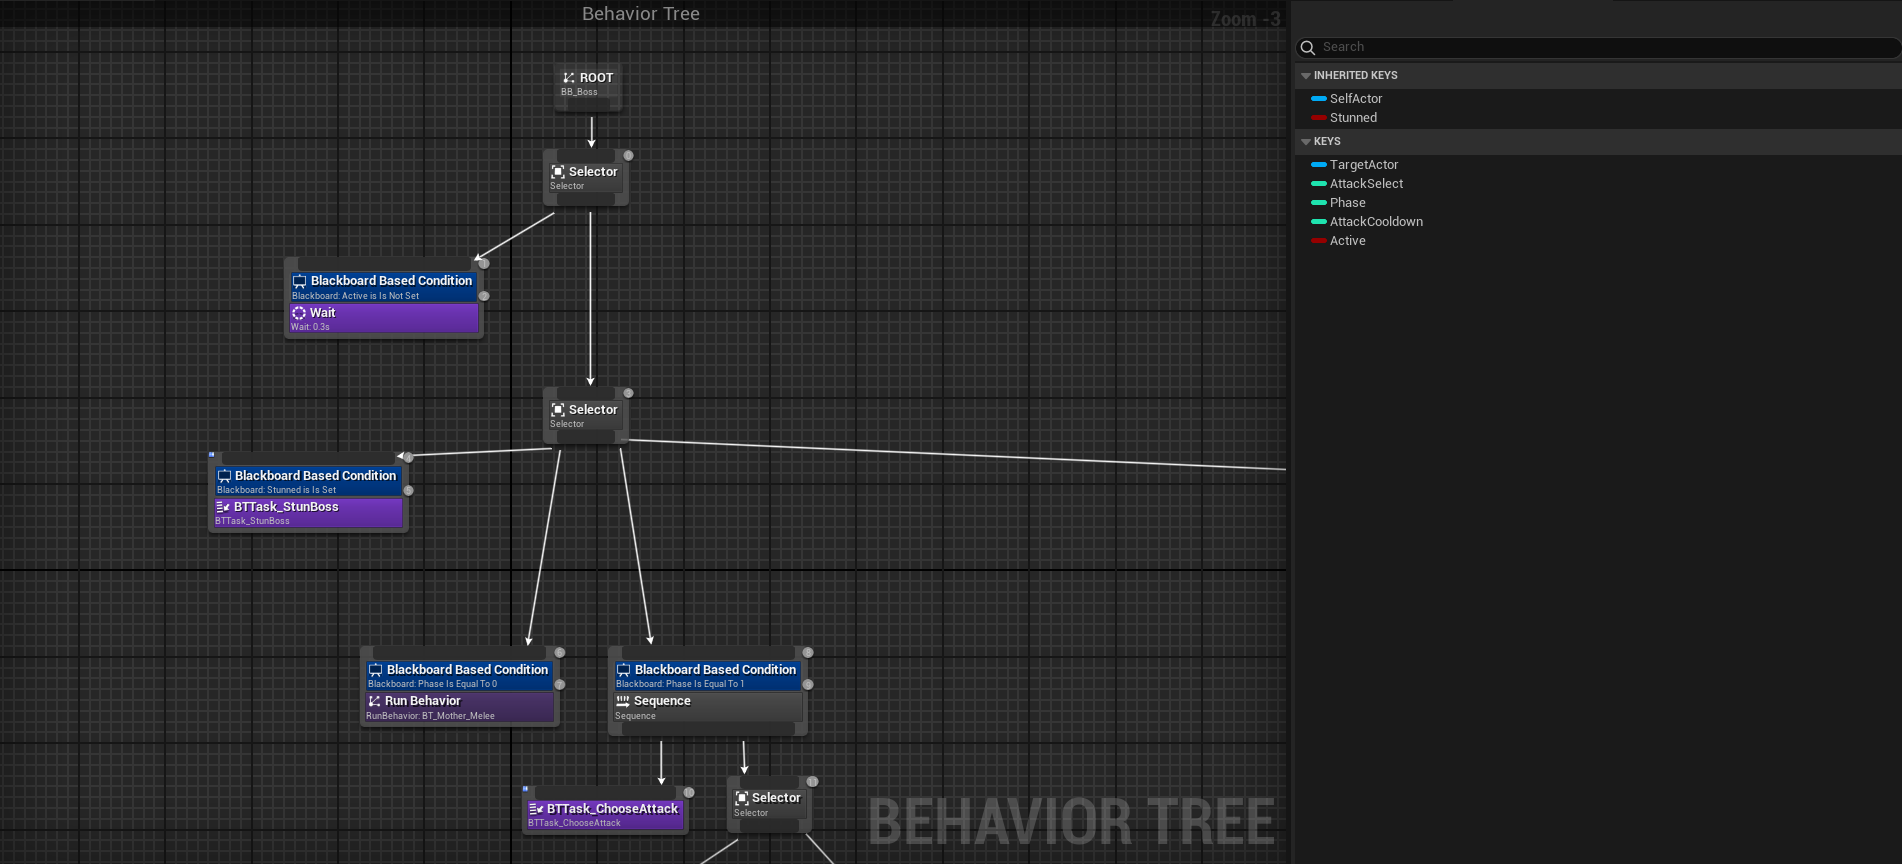 Behavior Tree
Zoom -3
ROOT
BB_Boss
Selector
Selector
Blackboard Based Condition
Blackboard: Active is Is Not Set
Wait
Wait: 0.3s
Selector
Selector
Blackboard Based Condition
Blackboard: Stunned is Is Set
BTTask_StunBoss
BTTask_StunBoss
Blackboard Based Condition
Blackboard: Phase Is Equal To 0
Run Behavior
RunBehavior: BT_Mother_Melee
Blackboard Based Condition
Blackboard: Phase Is Equal To 1
Sequence
Sequence
BTTask_ChooseAttack
BTTask_ChooseAttack
Selector
Selector
BEHAVIOR TREE
Search
INHERITED KEYS
SelfActor
Stunned
KEYS
TargetActor
AttackSelect
Phase
AttackCooldown
Active